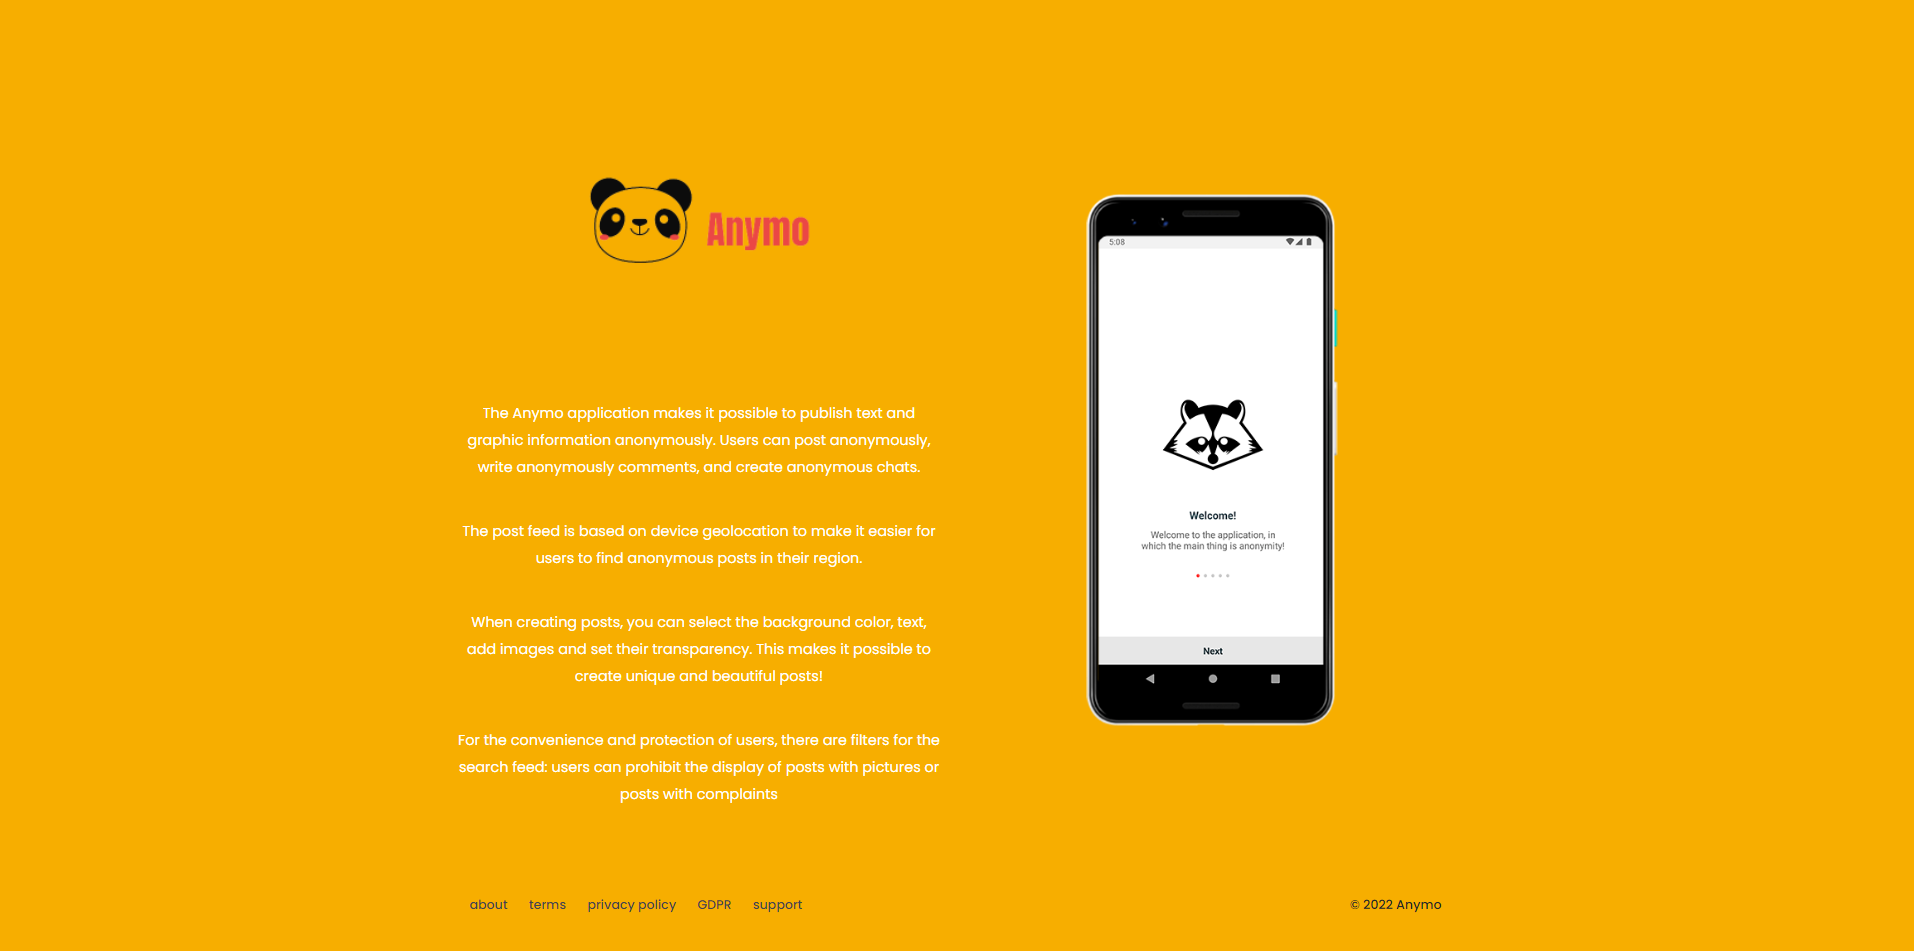 Anymo
The Anymo application makes it possible to publish text and
graphic information anonymously. Users can post anonymously,
write anonymously comments, and create anonymous chats.
The post feed is based on device geolocation to make it easier for
users to find anonymous posts in their region.
When creating posts, you can select the background color, text,
add images and set their transparency. This makes it possible to
create unique and beautiful posts!
For the convenience and protection of users, there are filters for the
search feed: users can prohibit the display of posts with pictures or
posts with complaints
5:08
Welcome!
Welcome to the application, in
which the main thing is anonymity!
Next
about terms privacy policy GDPR support
© 2022 Anymo